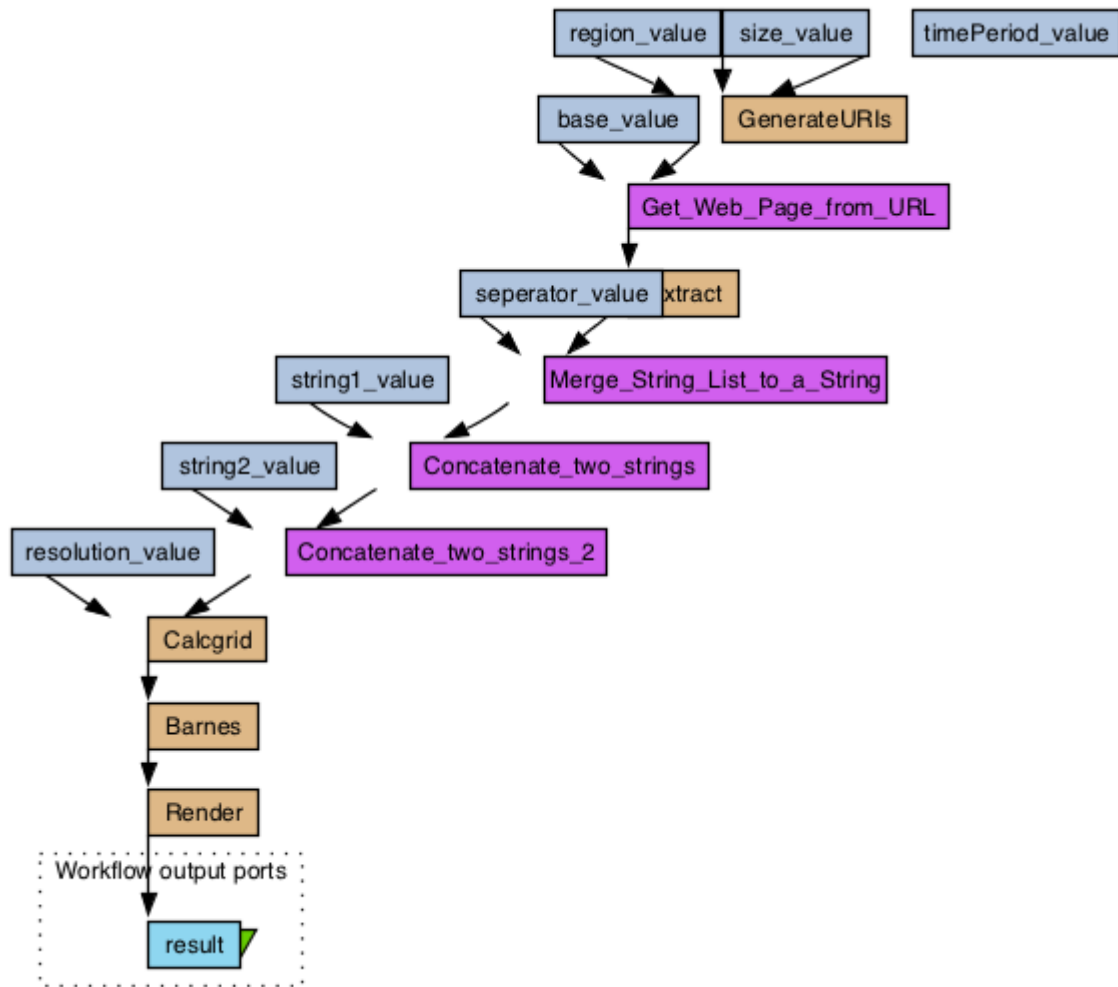 region_value
size_value
timePeriod_value
base_value
GenerateURIs
Get_Web_Page_from_URL
seperator_value
xtract
string1_value
Merge_String_List_to_a_String
string2_value
Concatenate_two_strings
resolution_value
Concatenate_two_strings_2
Calcgrid
Barnes
Render
Workflow output ports
result